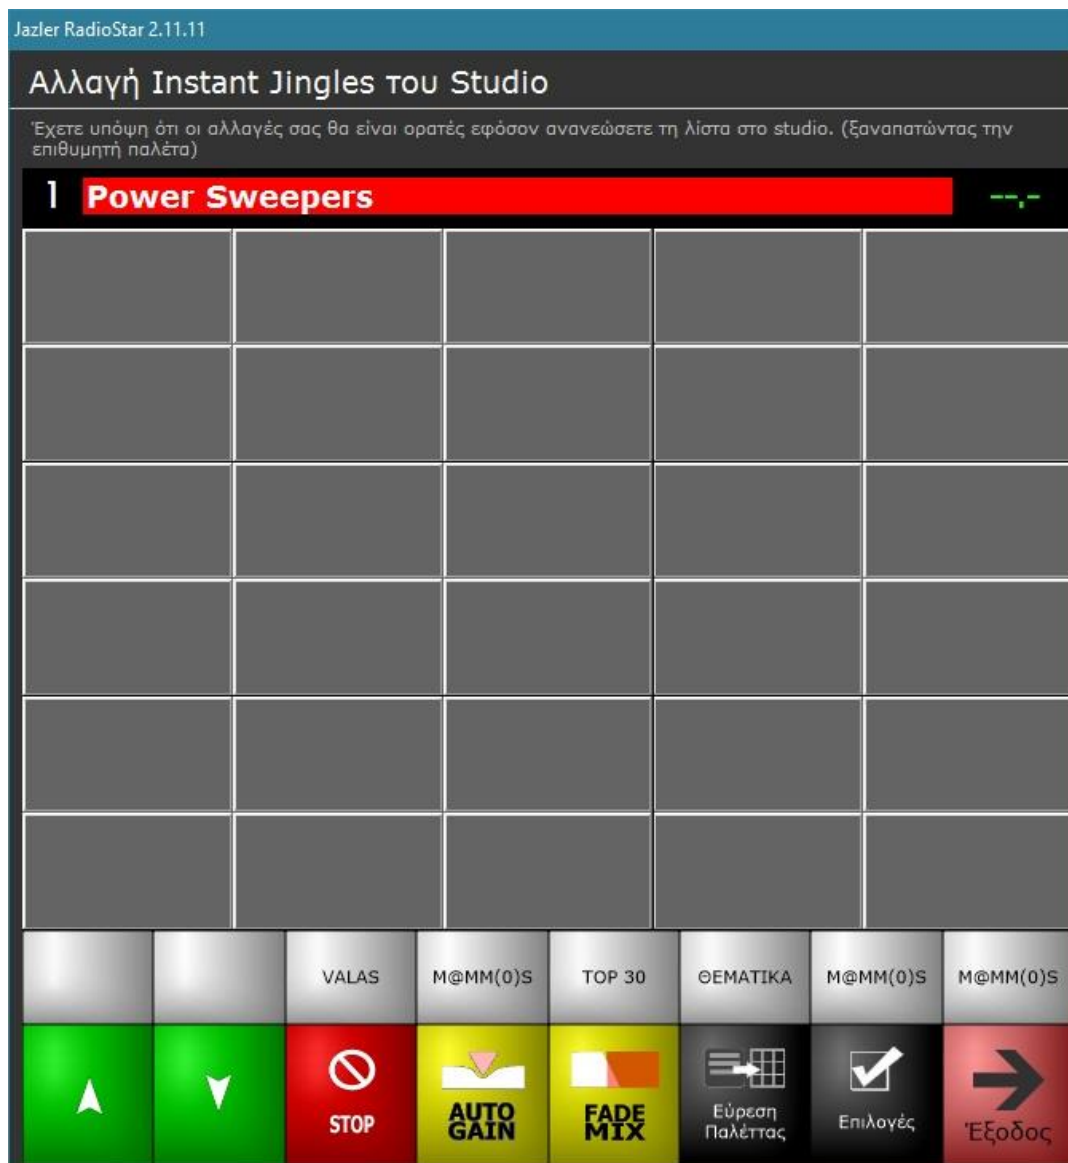 Jazler RadioStar 2.11.11
Αλλαγή Instant Jingles του Studio
Έχετε υπόψη ότι οι αλλαγές σας θα είναι ορατές εφόσον ανανεώσετε τη λίστα στο studio. (ξαναπατώντας την
επιθυμητή παλέτα)
1 Power Sweepers --.-
VALAS M@MM(0)S TOP 30 ΘΕΜΑΤΙΚΑ M@MM(0)S M@MM(0)S
STOP
AUTO
GAIN
FADE
MIX
Εύρεση
Παλέττας
Επιλογές
Έξοδος